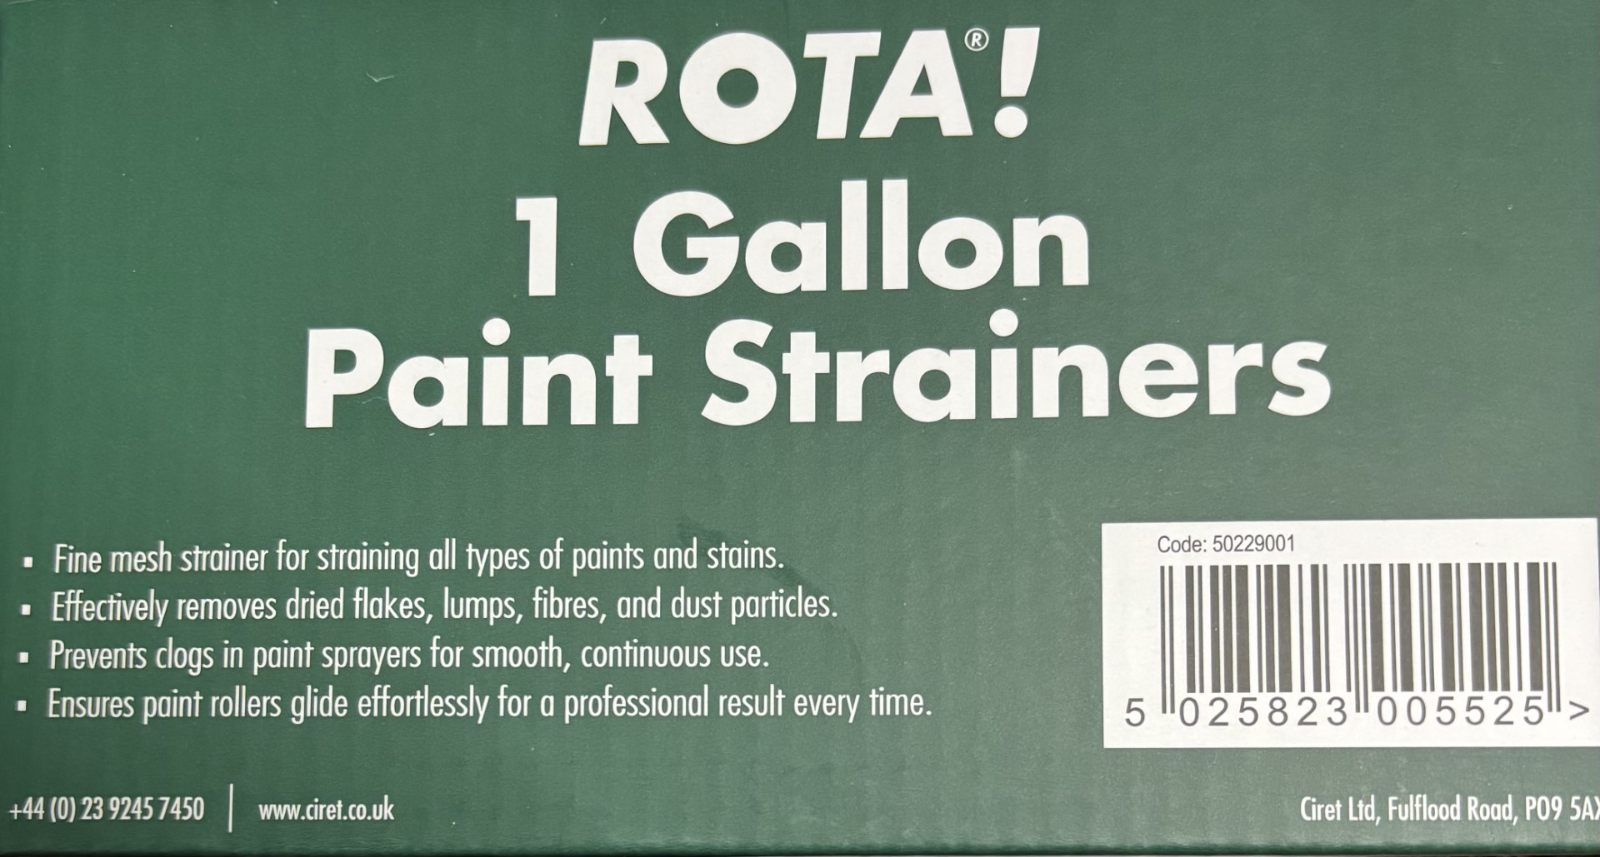 ROTA®!
1 Gallon
Paint Strainers
▪ Fine mesh strainer for straining all types of paints and stains.
▪ Effectively removes dried flakes, lumps, fibres, and dust particles.
▪ Prevents clogs in paint sprayers for smooth, continuous use.
▪ Ensures paint rollers glide effortlessly for a professional result every time.
Code: 50229001
5 025823 005525 >
+44 (0) 23 9245 7450 | www.ciret.co.uk
Ciret Ltd, Fulflood Road, PO9 5AX